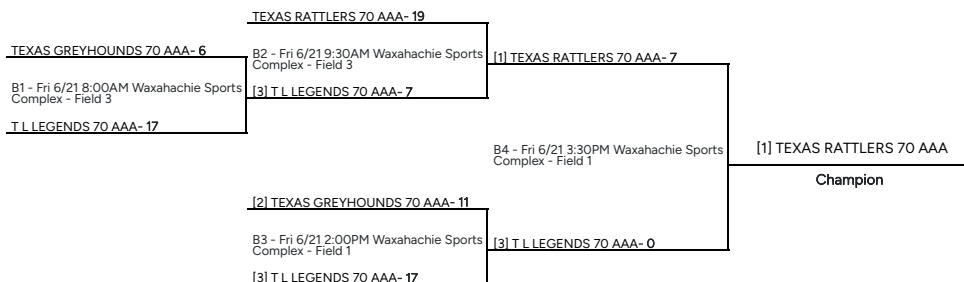 TEXAS RATTLERS 70 AAA- 19
TEXAS GREYHOUNDS 70 AAA- 6
B2 - Fri 6/21 9:30AM Waxahachie Sports
Complex - Field 3
[1] TEXAS RATTLERS 70 AAA- 7
B1 - Fri 6/21 8:00AM Waxahachie Sports
Complex - Field 3
[3] T L LEGENDS 70 AAA- 7
T L LEGENDS 70 AAA- 17
B4 - Fri 6/21 3:30PM Waxahachie Sports
Complex - Field 1
[1] TEXAS RATTLERS 70 AAA
Champion
[2] TEXAS GREYHOUNDS 70 AAA- 11
B3 - Fri 6/21 2:00PM Waxahachie Sports
Complex - Field 1
[3] T L LEGENDS 70 AAA- 0
[3] T L LEGENDS 70 AAA- 17